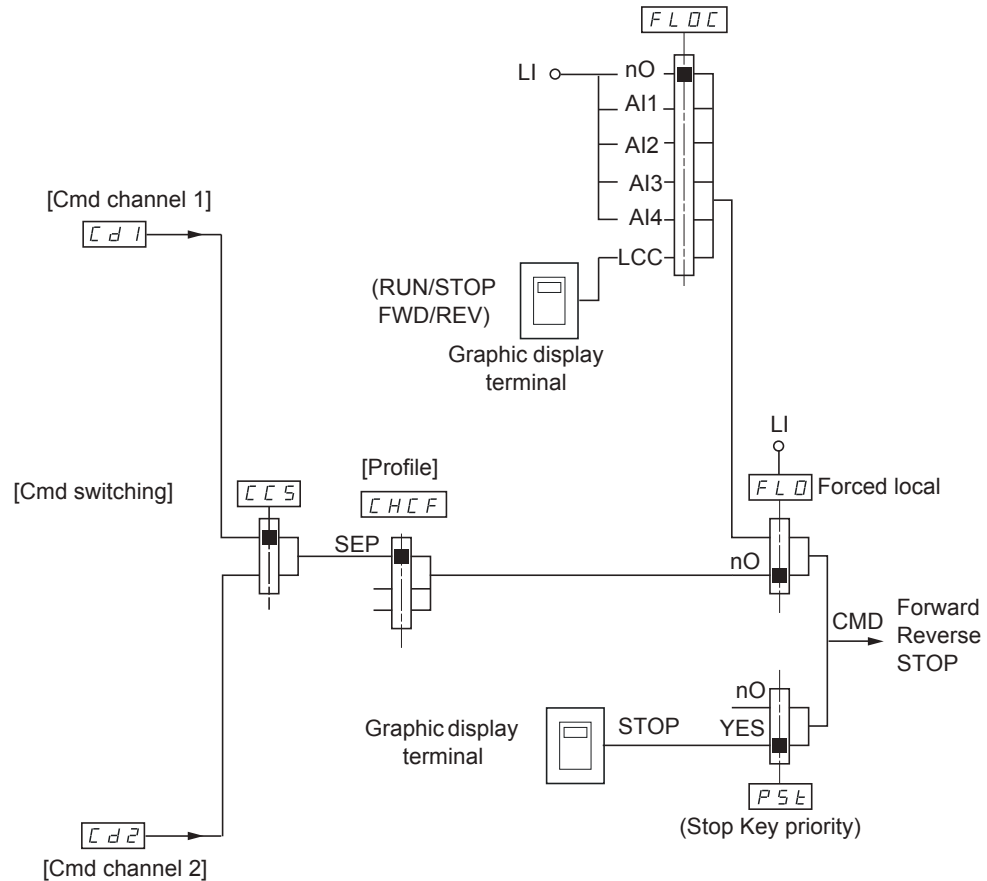 FLOC
LI
nO
AI1
AI2
AI3
AI4
LCC
[Cmd channel 1]
Cd1
(RUN/STOP
FWD/REV)
Graphic display
terminal
LI
[Profile]
[Cmd switching]
CCS
CHCF
FLO
Forced local
SEP
nO
CMD
Forward
Reverse
STOP
nO
Graphic display
terminal
STOP
YES
PSt
(Stop Key priority)
Cd2
[Cmd channel 2]